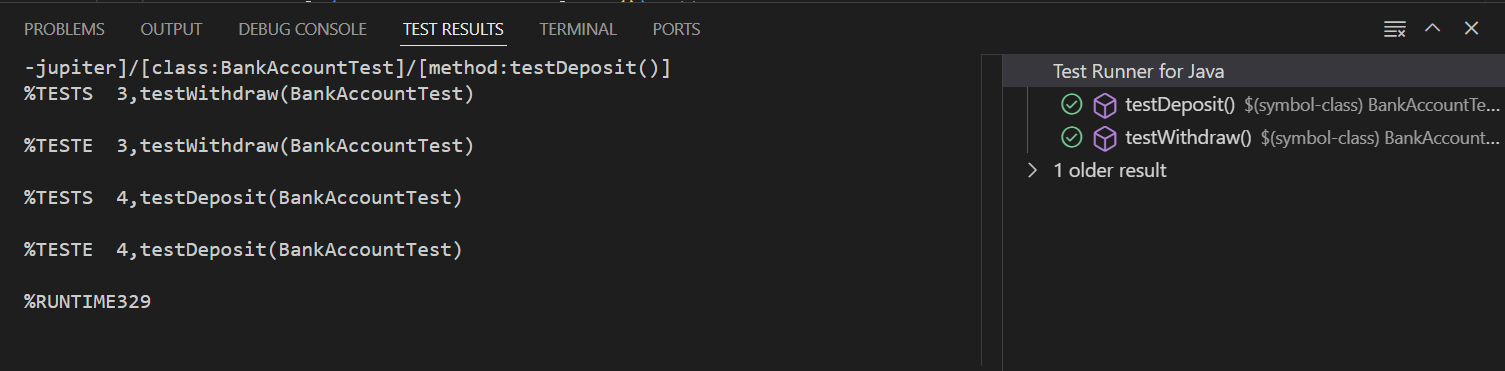 PROBLEMS OUTPUT DEBUG CONSOLE TEST RESULTS TERMINAL PORTS
-jupiter]/[class:BankAccountTest]/[method:testDeposit()]
%TESTS  3,testWithdraw(BankAccountTest)
%TESTE  3,testWithdraw(BankAccountTest)
%TESTS  4,testDeposit(BankAccountTest)
%TESTE  4,testDeposit(BankAccountTest)
%RUNTIME329
Test Runner for Java
testDeposit() $(symbol-class) BankAccountTe...
testWithdraw() $(symbol-class) BankAccount...
1 older result